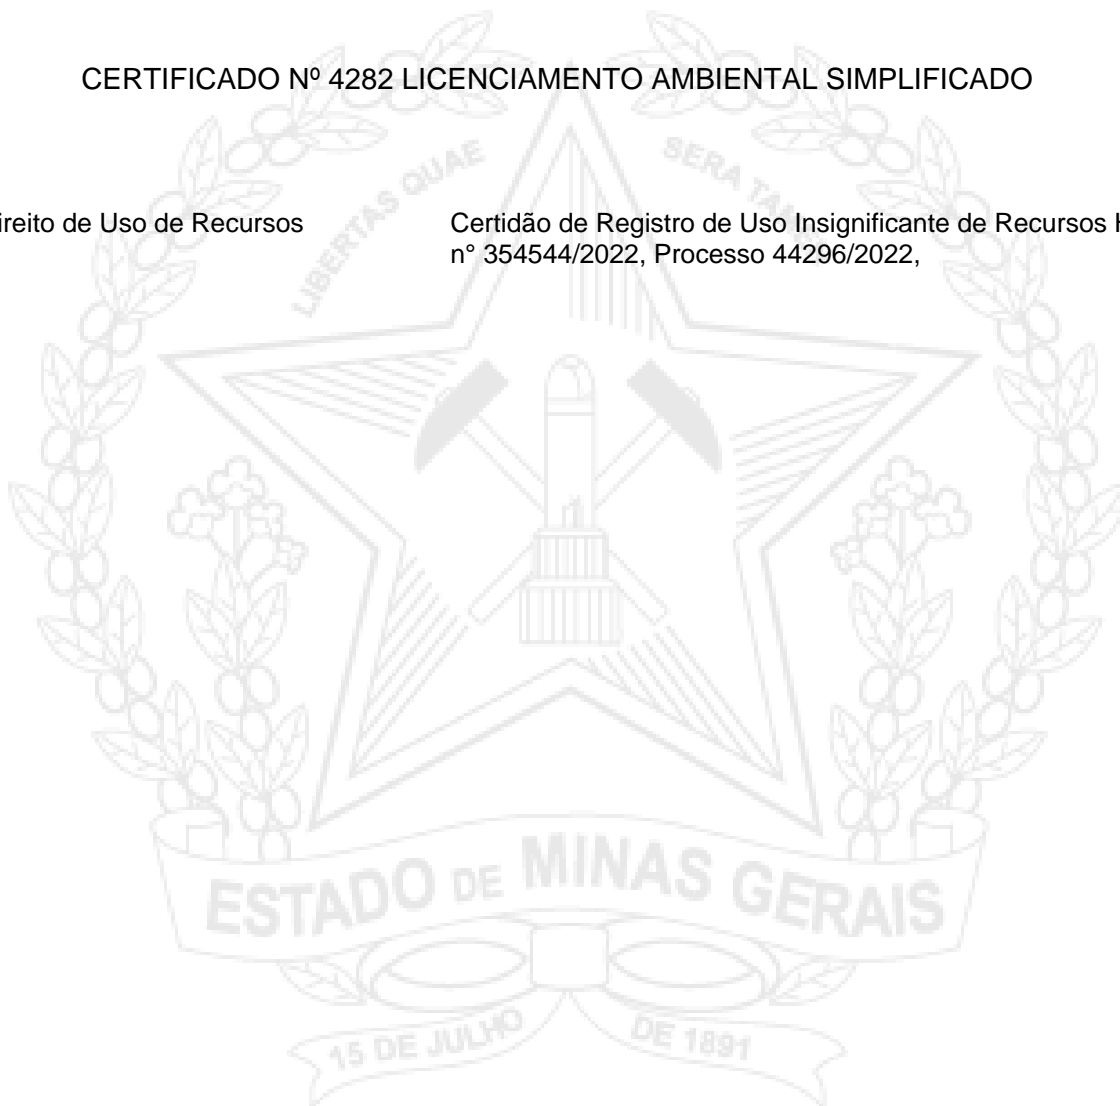 CERTIFICADO Nº 4282 LICENCIAMENTO AMBIENTAL SIMPLIFICADO
LIBERTAS QUAE SERA TAMEN
ireito de Uso de Recursos
Certidão de Registro de Uso Insignificante de Recursos H
n° 354544/2022, Processo 44296/2022,
ESTADO DE MINAS GERAIS
15 DE JULHO DE 1891